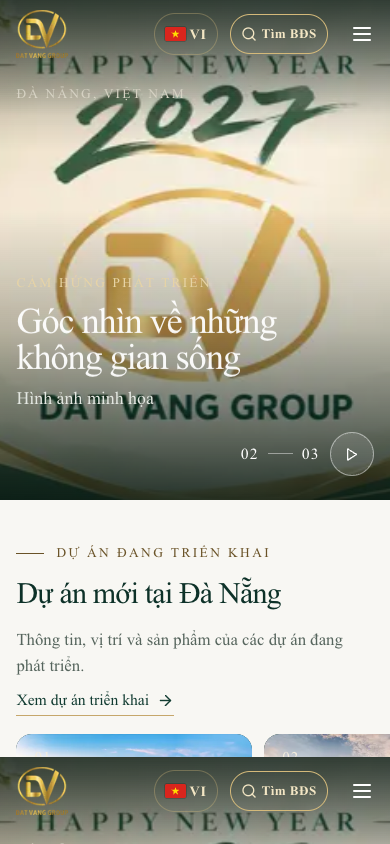 ĐẤT VÀNG GROUP
VI
Tìm BĐS
HAPPY NEW YEAR
2027
ĐÀ NẴNG, VIỆT NAM
CẢM HỨNG PHÁT TRIỂN
Góc nhìn về những
không gian sống
Hình ảnh minh họa
DAT VANG GROUP
02
03
DỰ ÁN ĐANG TRIỂN KHAI
Dự án mới tại Đà Nẵng
Thông tin, vị trí và sản phẩm của các dự án đang
phát triển.
Xem dự án triển khai
VI
Tìm BĐS
HAPPY NEW YEAR